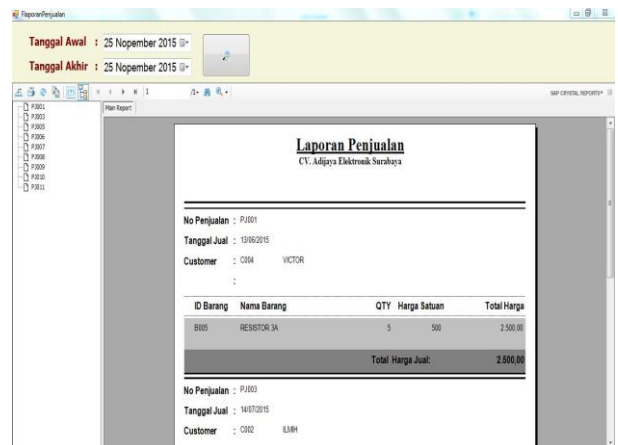 FlaporanPenjualan
Tanggal Awal : 25 Nopember 2015
Tanggal Akhir : 25 Nopember 2015
1 /1+
SAP CRYSTAL REPORTS®
Main Report
PJ001
PJ003
PJ005
PJ006
PJ007
PJ008
PJ009
PJ010
PJ011
Laporan Penjualan
CV. Adijaya Elektronik Surabaya
No Penjualan : PJ001
Tanggal Jual : 13/06/2015
Customer : C004 VICTOR
:
ID Barang Nama Barang QTY Harga Satuan Total Harga
B005 RESISTOR 3A 5 500 2.500,00
Total Harga Jual: 2.500,00
No Penjualan : PJ003
Tanggal Jual : 14/07/2015
Customer : C002